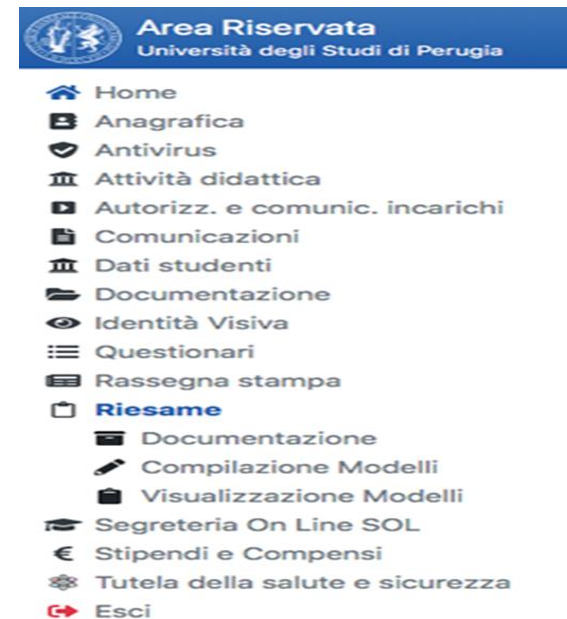 Area Riservata
Università degli Studi di Perugia
Home
Anagrafica
Antivirus
Attività didattica
Autorizz. e comunic. incarichi
Comunicazioni
Dati studenti
Documentazione
Identità Visiva
Questionari
Rassegna stampa
Riesame
Documentazione
Compilazione Modelli
Visualizzazione Modelli
Segreteria On Line SOL
€ Stipendi e Compensi
Tutela della salute e sicurezza
Esci